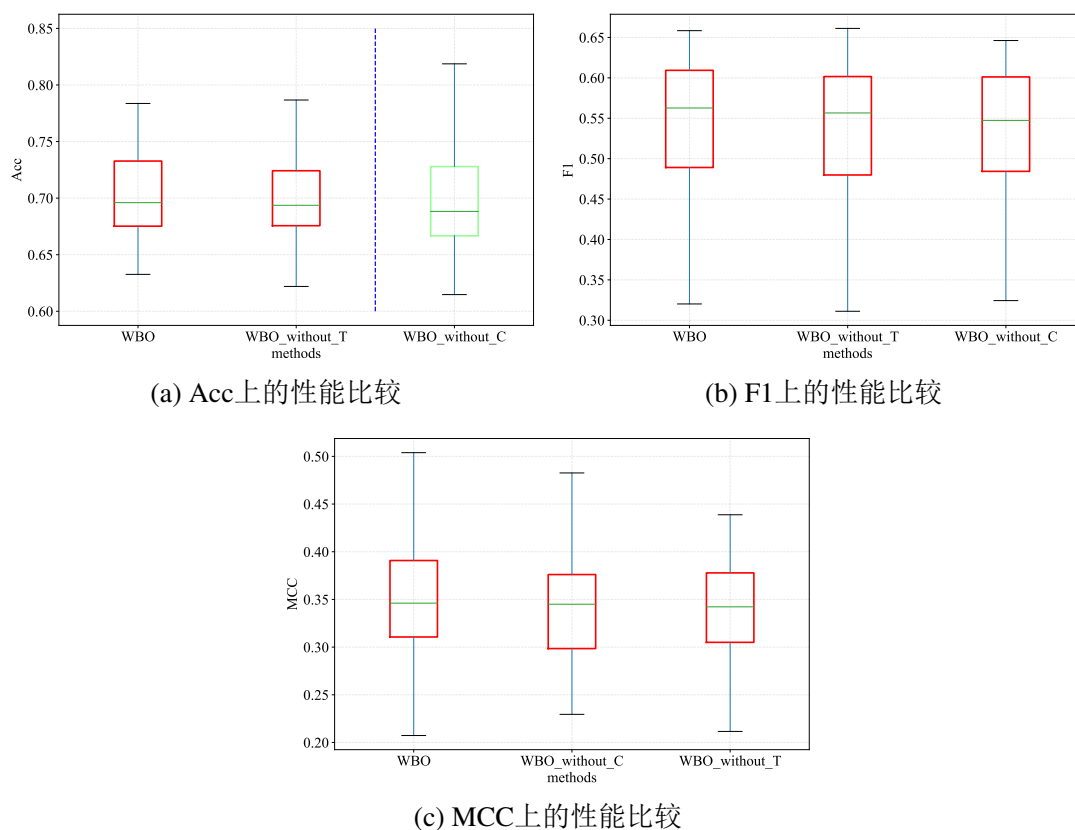 0.85
0.80
0.75
0.70
0.65
0.60
Acc
WBO
WBO_without_T
WBO_without_C
methods
(a) Acc上的性能比较
0.65
0.60
0.55
0.50
0.45
0.40
0.35
0.30
F1
WBO
WBO_without_T
WBO_without_C
methods
(b) F1上的性能比较
0.50
0.45
0.40
0.35
0.30
0.25
0.20
MCC
WBO
WBO_without_C
WBO_without_T
methods
(c) MCC上的性能比较